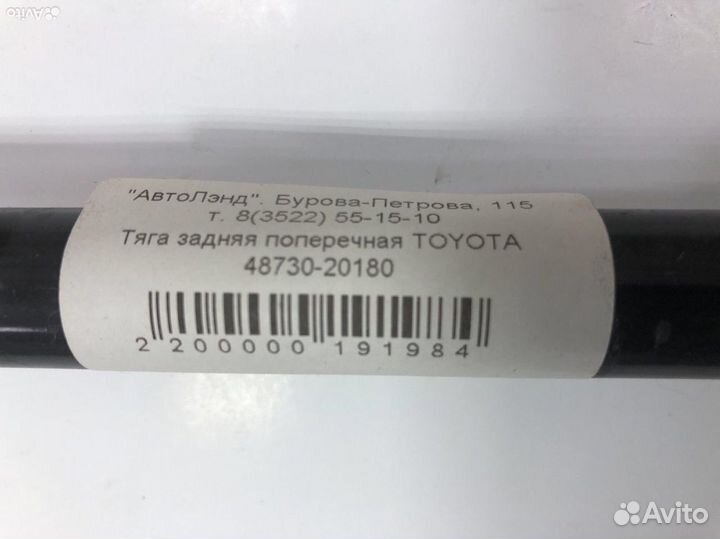 Avito
"АвтоЛэнд". Бурова-Петрова, 115
т. 8(3522) 55-15-10
Тяга задняя поперечная TOYOTA
48730-20180
2 200000 191984
Avito